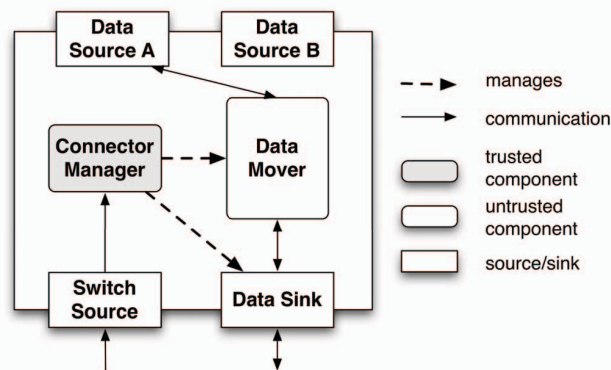 Data
Source A
Data
Source B
Connector
Manager
Data
Mover
Switch
Source
Data Sink
manages
communication
trusted
component
untrusted
component
source/sink